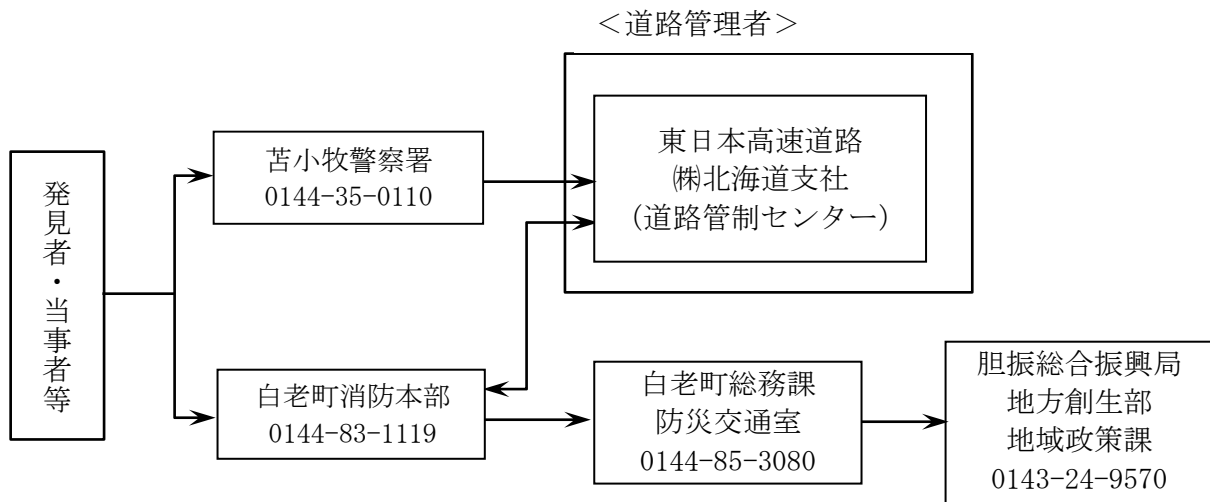 ＜道路管理者＞
東日本高速道路
㈱北海道支社
(道路管制センター)
苫小牧警察署
0144-35-0110
発見者・当事者等
白老町消防本部
0144-83-1119
白老町総務課
防災交通室
0144-85-3080
胆振総合振興局
地方創生部
地域政策課
0143-24-9570